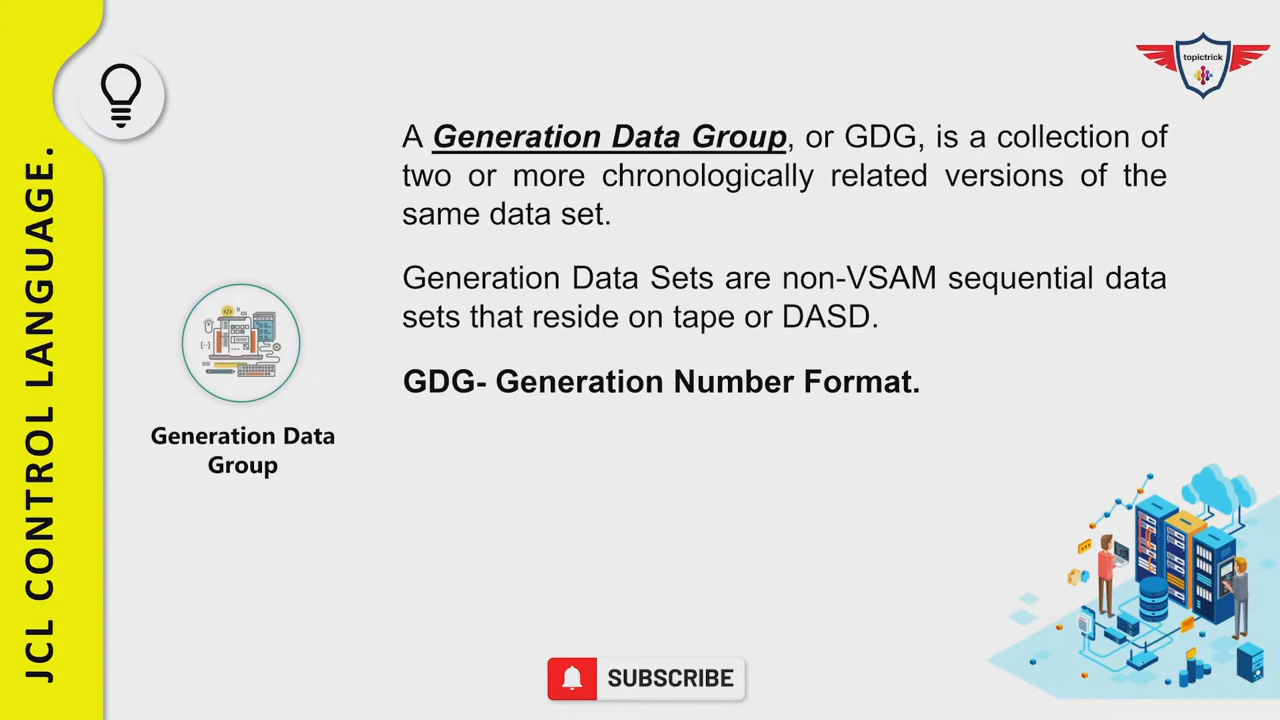 JCL CONTROL LANGUAGE.
topictrick
A Generation Data Group, or GDG, is a collection of
two or more chronologically related versions of the
same data set.
Generation Data Sets are non-VSAM sequential data
sets that reside on tape or DASD.
GDG- Generation Number Format.
Generation Data
Group
SUBSCRIBE